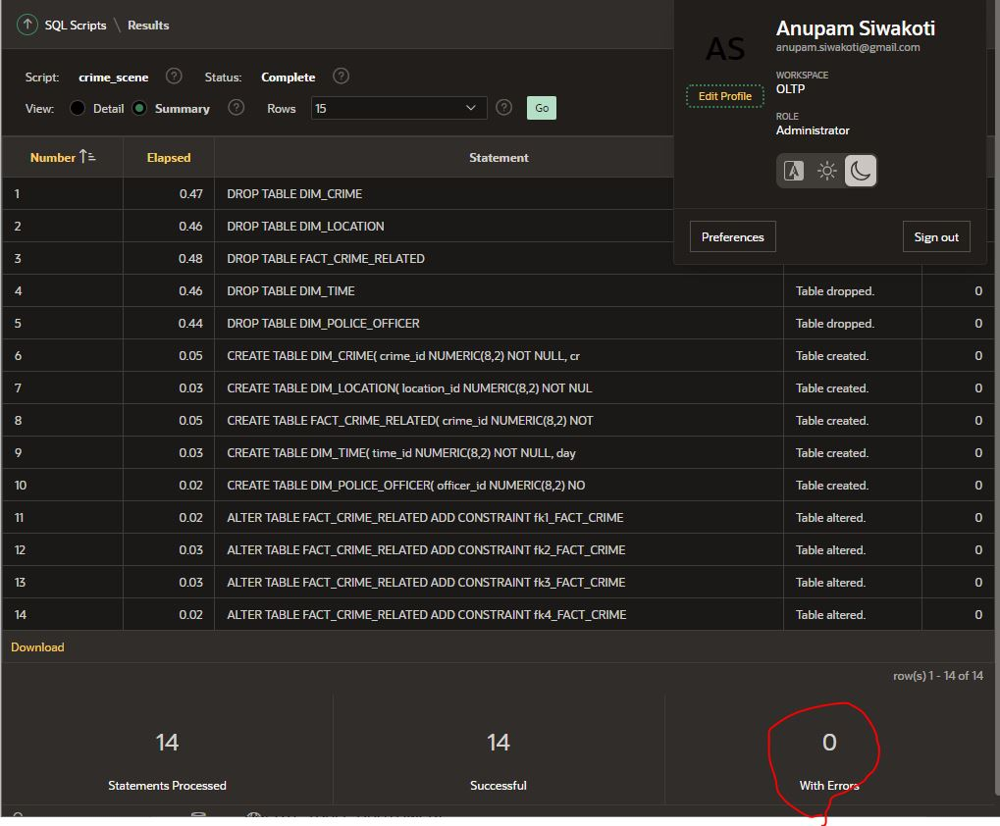 SQL Scripts \ Results
Script: crime_scene ? Status: Complete ?
View: Detail Summary ? Rows 15 ? Go
AS
Anupam Siwakoti
anupam.siwakoti@gmail.com
Edit Profile
WORKSPACE
OLTP
ROLE
Administrator
Preferences Sign out
Number Elapsed Statement
1 0.47 DROP TABLE DIM_CRIME
2 0.46 DROP TABLE DIM_LOCATION
3 0.48 DROP TABLE FACT_CRIME_RELATED
4 0.46 DROP TABLE DIM_TIME Table dropped. 0
5 0.44 DROP TABLE DIM_POLICE_OFFICER Table dropped. 0
6 0.05 CREATE TABLE DIM_CRIME( crime_id NUMERIC(8,2) NOT NULL, cr Table created. 0
7 0.03 CREATE TABLE DIM_LOCATION( location_id NUMERIC(8,2) NOT NUL Table created. 0
8 0.05 CREATE TABLE FACT_CRIME_RELATED( crime_id NUMERIC(8,2) NOT Table created. 0
9 0.03 CREATE TABLE DIM_TIME( time_id NUMERIC(8,2) NOT NULL, day Table created. 0
10 0.02 CREATE TABLE DIM_POLICE_OFFICER( officer_id NUMERIC(8,2) NO Table created. 0
11 0.02 ALTER TABLE FACT_CRIME_RELATED ADD CONSTRAINT fk1_FACT_CRIME Table altered. 0
12 0.03 ALTER TABLE FACT_CRIME_RELATED ADD CONSTRAINT fk2_FACT_CRIME Table altered. 0
13 0.03 ALTER TABLE FACT_CRIME_RELATED ADD CONSTRAINT fk3_FACT_CRIME Table altered. 0
14 0.02 ALTER TABLE FACT_CRIME_RELATED ADD CONSTRAINT fk4_FACT_CRIME Table altered. 0
Download
row(s) 1 - 14 of 14
14 14 0
Statements Processed Successful With Errors